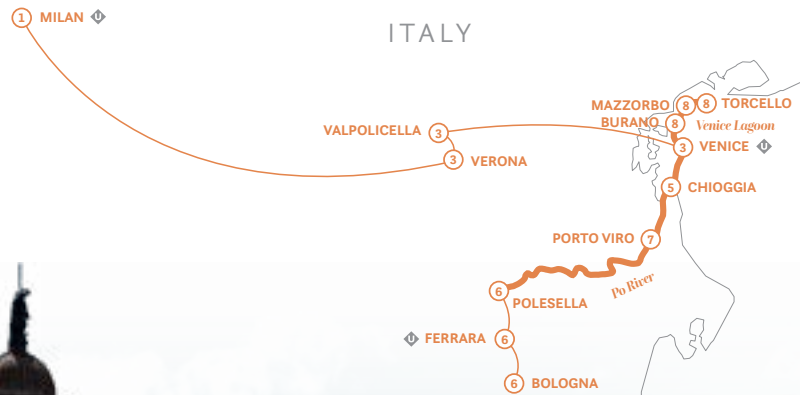 1 MILAN U
ITALY
MAZZORBO 8 8 TORCELLO
BURANO 8 Venice Lagoon
VALPOLICELLA 3
3 VENICE U
3 VERONA
5 CHIOGGIA
PORTO VIRO 7
Po River
6 POLESELLA
U FERRARA 6
6 BOLOGNA